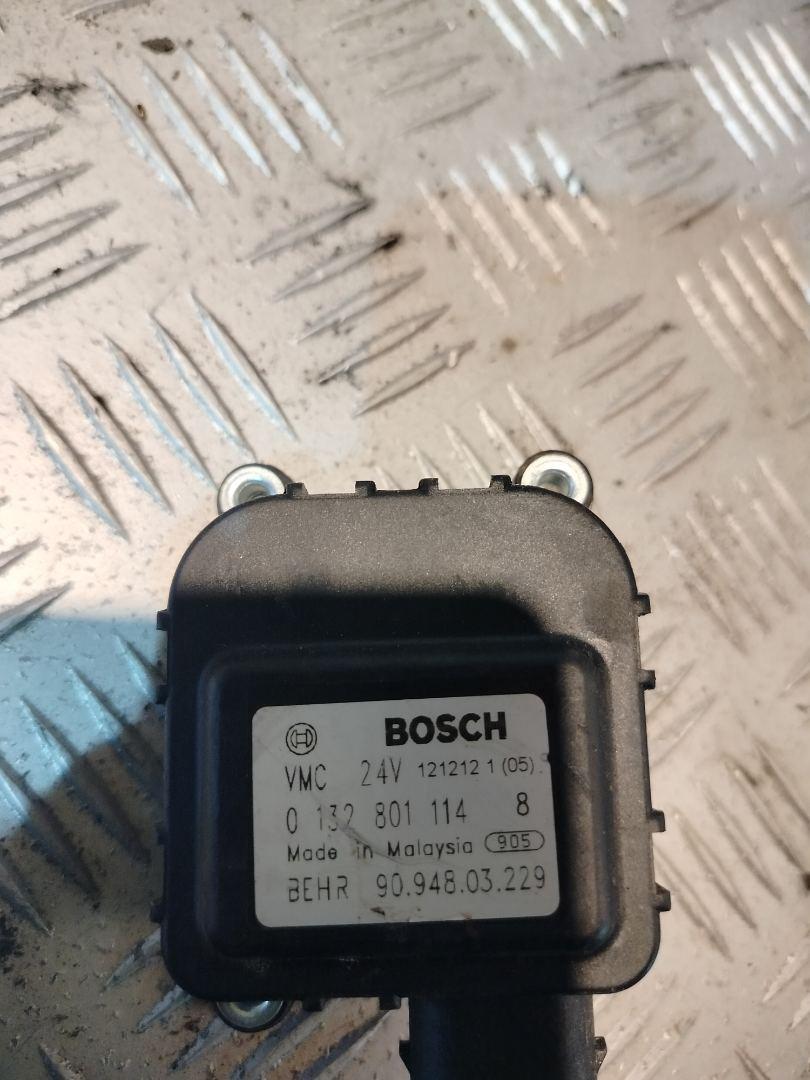 BOSCH
VMC 24V 121212 1 (05)
0 132 801 114 8
Made in Malaysia 905
BEHR 90.948.03.229